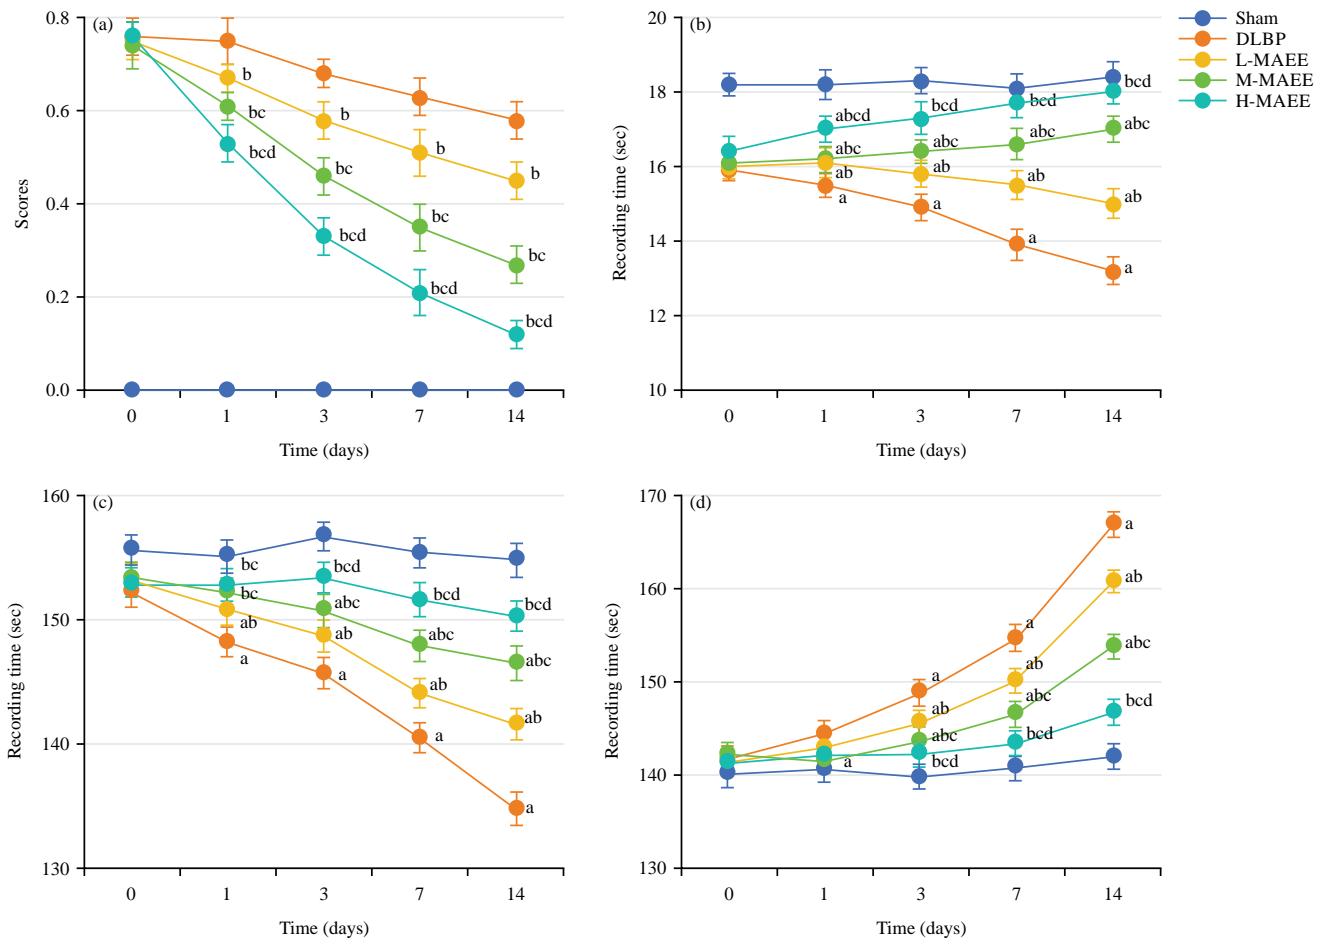 (a)
0.8
0.6
0.4
0.2
0.0
Scores
b
bc
bcd
b
bc
bcd
b
bc
bcd
b
bc
bcd
0 1 3 7 14
Time (days)
(b)
20
18
16
14
12
10
Recording time (sec)
abcd
abc
ab
a
bcd
abc
ab
a
bcd
abc
ab
a
bcd
abc
ab
a
0 1 3 7 14
Time (days)
Sham
DLBP
L-MAEE
M-MAEE
H-MAEE
(c)
160
150
140
130
Recording time (sec)
bc
bc
ab
a
bcd
abc
ab
a
bcd
abc
ab
a
bcd
abc
ab
a
0 1 3 7 14
Time (days)
(d)
170
160
150
140
130
Recording time (sec)
a
a
ab
abc
bcd
a
ab
abc
bcd
a
ab
abc
bcd
0 1 3 7 14
Time (days)